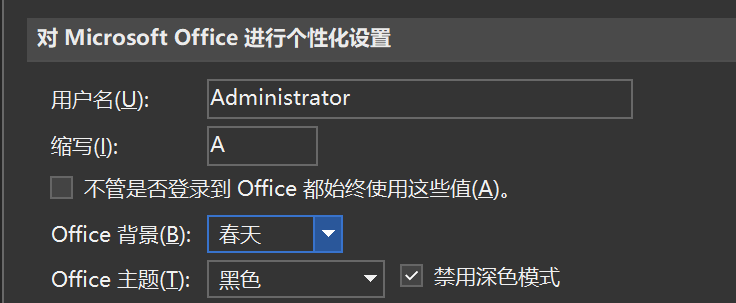 对 Microsoft Office 进行个性化设置
用户名(U): Administrator
缩写(I): A
不管是否登录到 Office 都始终使用这些值(A)。
Office 背景(B): 春天
Office 主题(T): 黑色 禁用深色模式